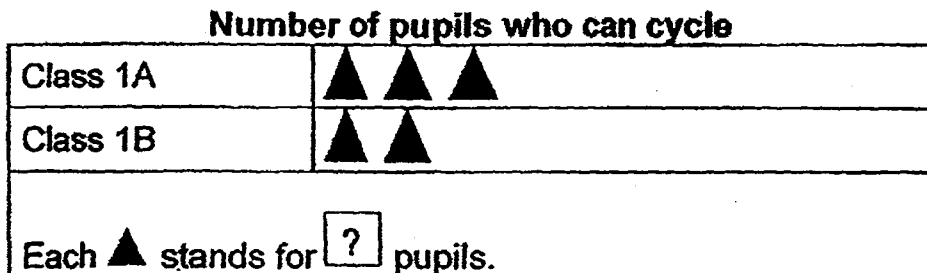 Number of pupils who can cycle
Class 1A
Class 1B
Each ▲ stands for ? pupils.